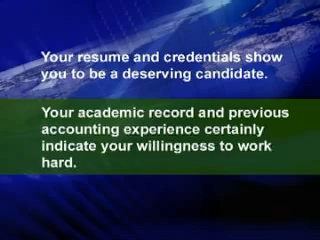 Your resume and credentials show
you to be a deserving candidate.
Your academic record and previous
accounting experience certainly
indicate your willingness to work
hard.